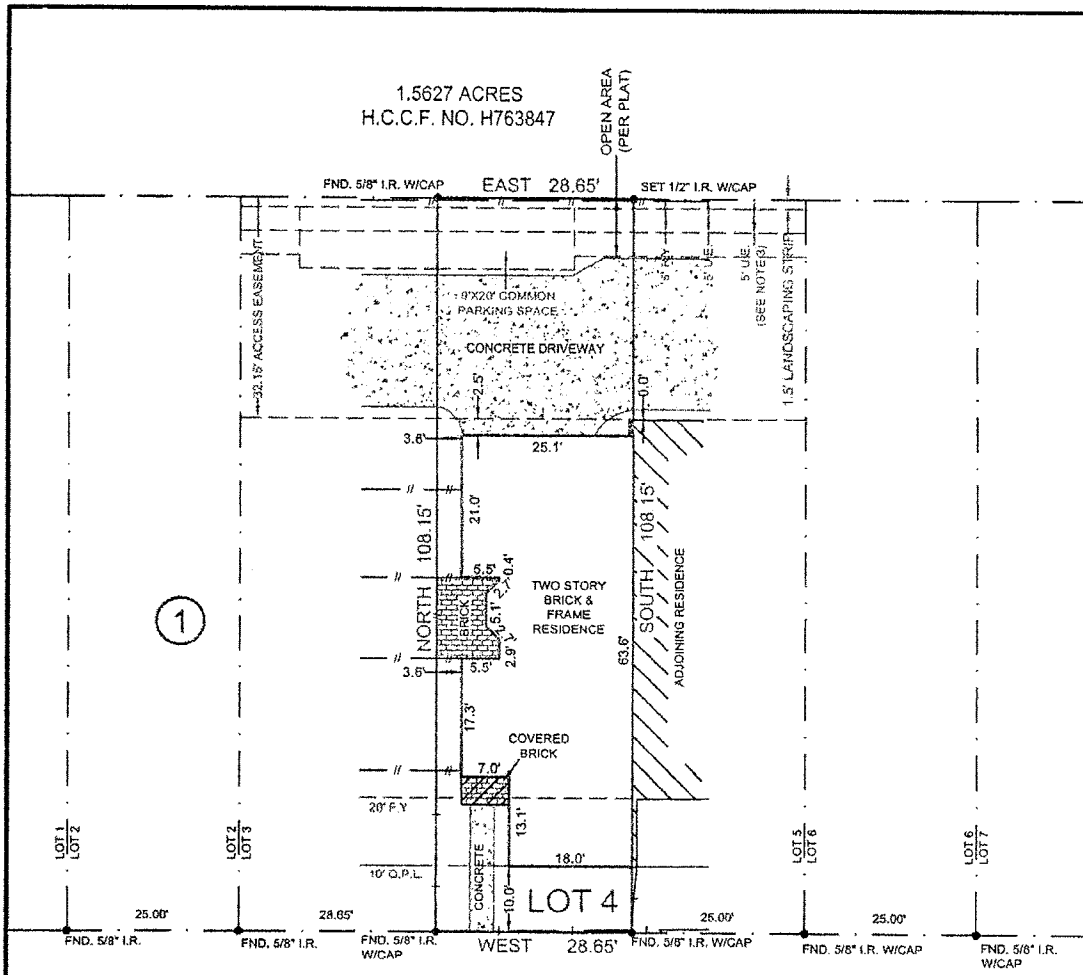 1.5627 ACRES
H.C.C.F. NO. H763847
OPEN AREA
(PER PLAT)
FND. 5/8" I.R. W/CAP
EAST 28.65'
SET 1/2" I.R. W/CAP
32.15' ACCESS EASEMENT
9'X20' COMMON
PARKING SPACE
CONCRETE DRIVEWAY
5' U.E.
5' U.E.
(SEE NOTE 3)
1.5' LANDSCAPING STRIP
2.5'
0.0'
3.6'
25.1'
21.0'
NORTH 108.15'
SOUTH 108.15'
5.5'
0.4'
2.7'
5.1'
BRICK
2.9'
5.5'
TWO STORY
BRICK &
FRAME
RESIDENCE
63.6'
ADJOINING RESIDENCE
1
3.6'
17.3'
COVERED
BRICK
7.0'
13.1'
CONCRETE
10.0'
18.0'
LOT 4
LOT 1
LOT 2
LOT 2
LOT 3
LOT 5
LOT 6
LOT 6
LOT 7
25.00'
28.65'
25.00'
25.00'
FND. 5/8" I.R.
FND. 5/8" I.R.
FND. 5/8" I.R.
W/CAP
WEST 28.65'
FND. 5/8" I.R. W/CAP
FND. 5/8" I.R.
W/CAP
FND. 5/8" I.R.
W/CAP